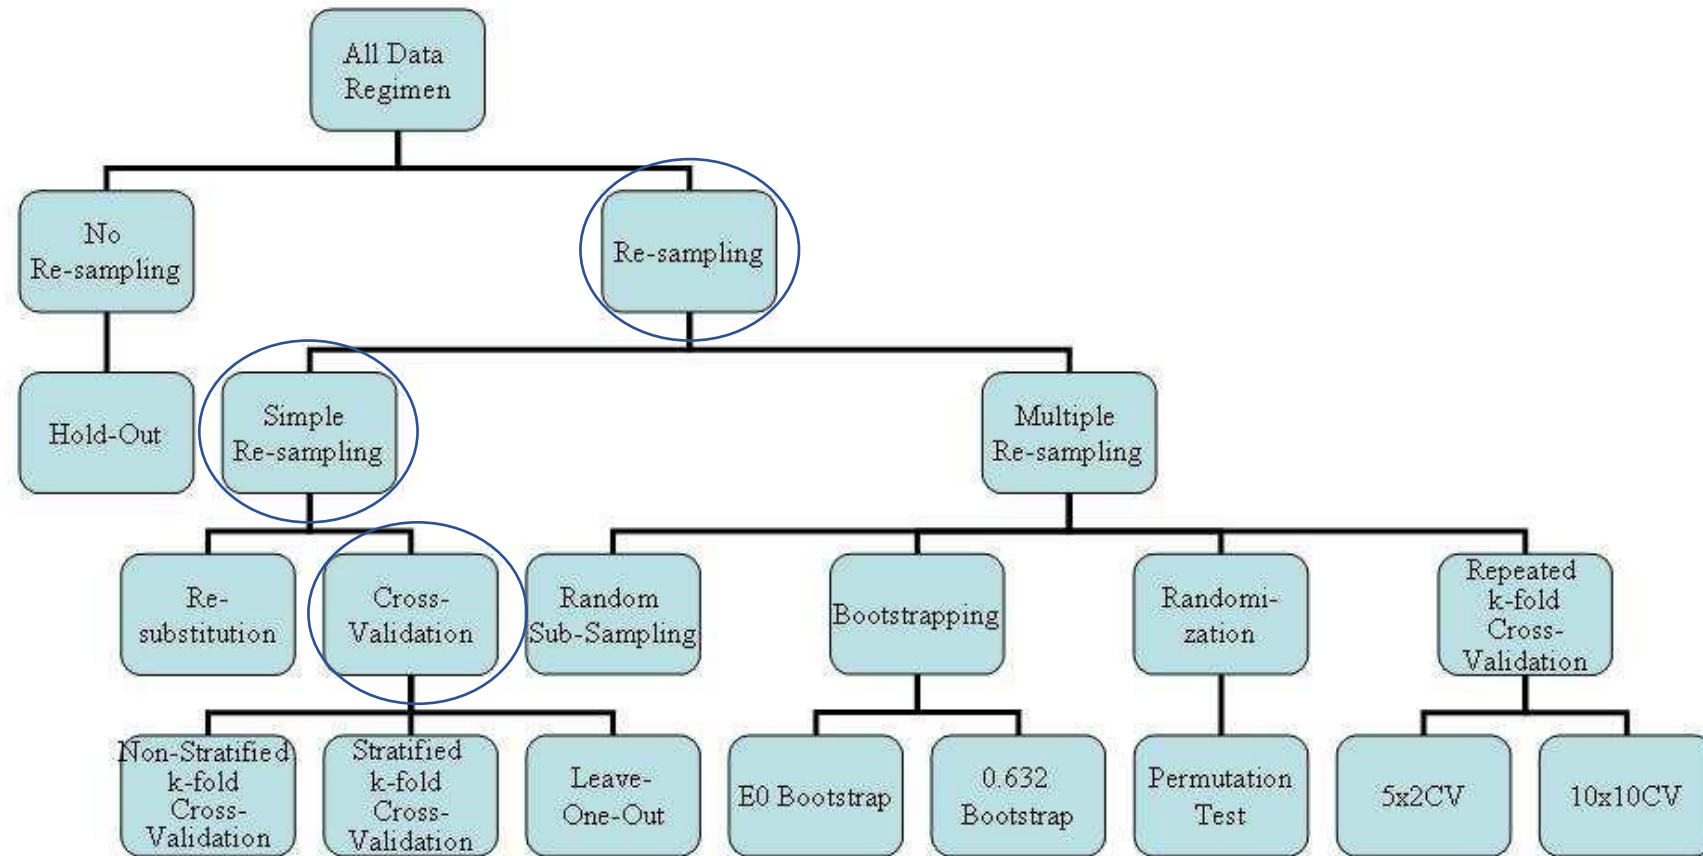 All Data
Regimen
No
Re-sampling
Re-sampling
Hold-Out
Simple
Re-sampling
Multiple
Re-sampling
Re-
substitution
Cross-
Validation
Random
Sub-Sampling
Bootstrapping
Randomi-
zation
Repeated
k-fold
Cross-
Validation
Non-Stratified
k-fold
Cross-
Validation
Stratified
k-fold
Cross-
Validation
Leave-
One-Out
E0 Bootstrap
0.632
Bootstrap
Permutation
Test
5x2CV
10x10CV